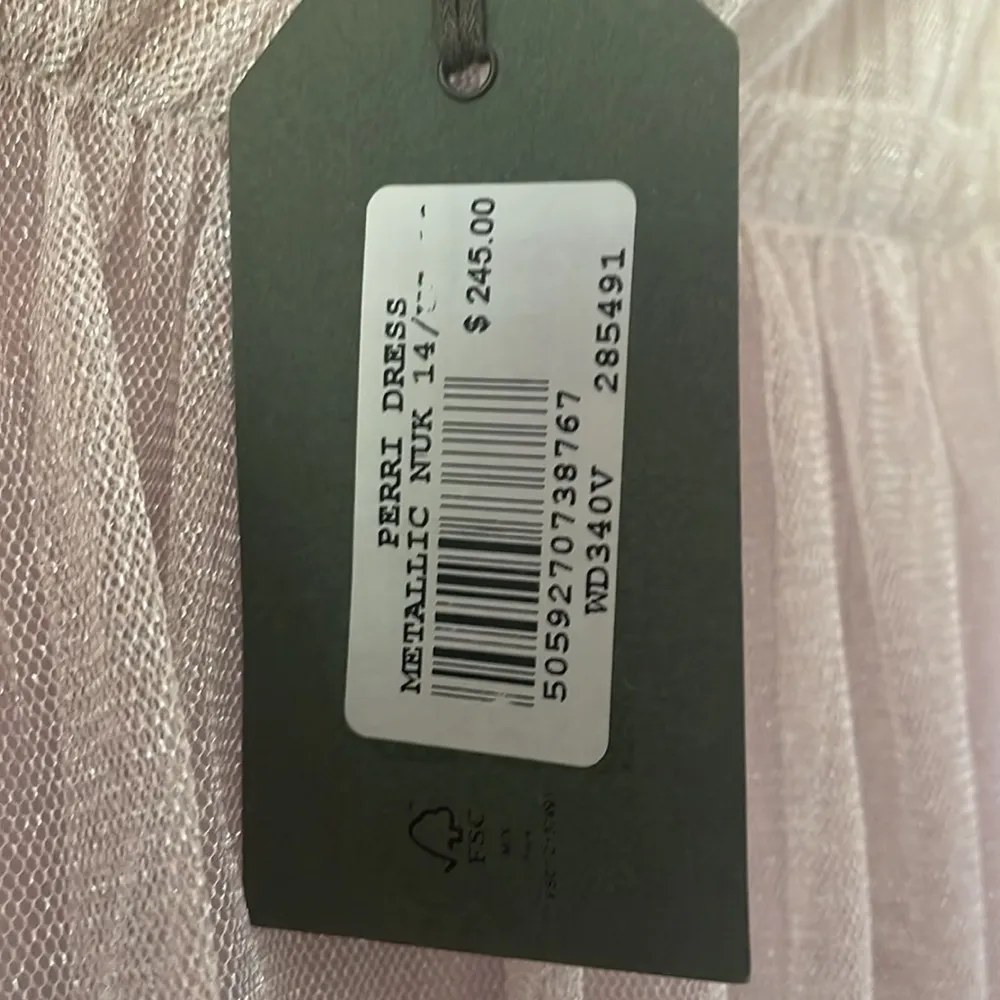 PERRI DRESS
METALLIC NUK 14/
$ 245.00
5059270738767
WD340V 285491
FSC